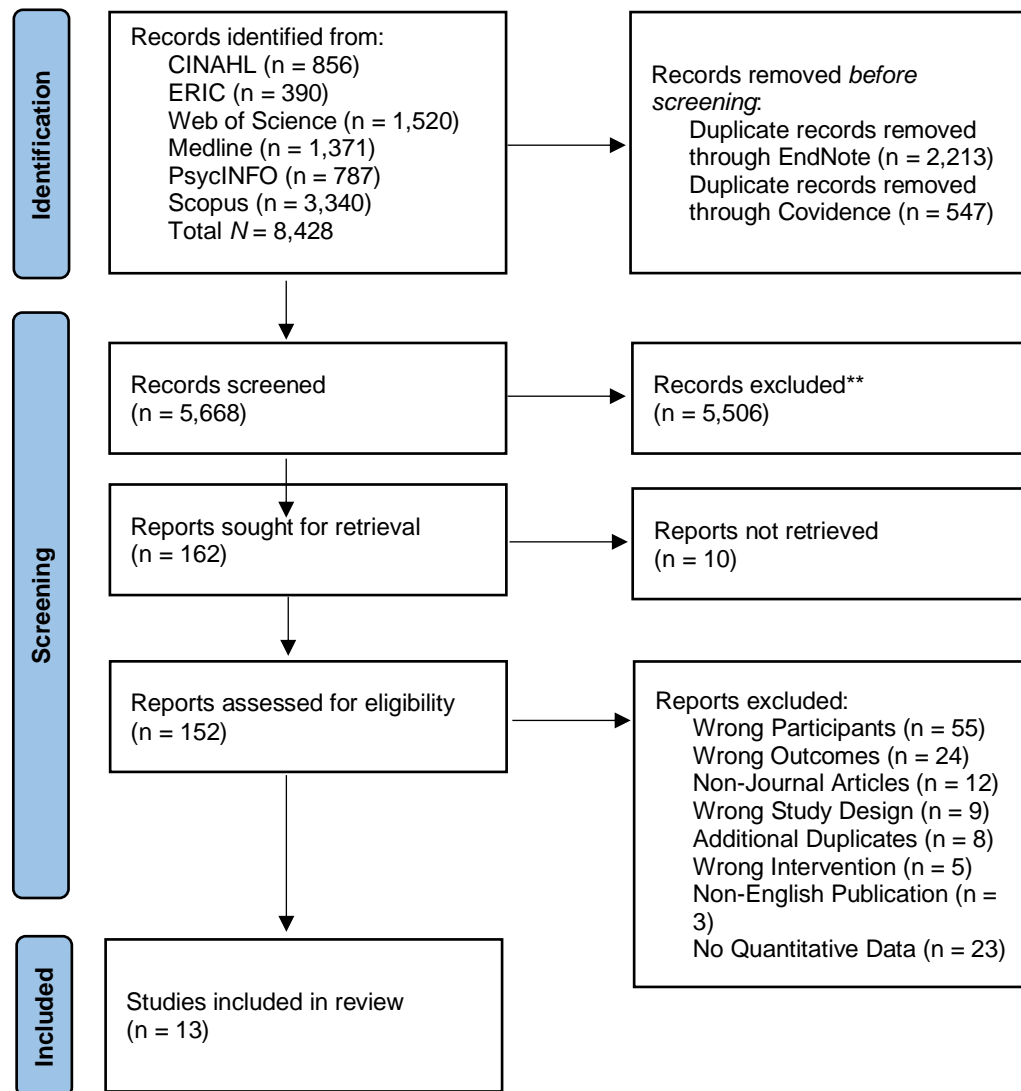 Identification
Records identified from:
CINAHL (n = 856)
ERIC (n = 390)
Web of Science (n = 1,520)
Medline (n = 1,371)
PsycINFO (n = 787)
Scopus (n = 3,340)
Total N = 8,428
Records removed before
screening:
Duplicate records removed
through EndNote (n = 2,213)
Duplicate records removed
through Covidence (n = 547)
Screening
Records screened
(n = 5,668)
Records excluded**
(n = 5,506)
Reports sought for retrieval
(n = 162)
Reports not retrieved
(n = 10)
Reports assessed for eligibility
(n = 152)
Reports excluded:
Wrong Participants (n = 55)
Wrong Outcomes (n = 24)
Non-Journal Articles (n = 12)
Wrong Study Design (n = 9)
Additional Duplicates (n = 8)
Wrong Intervention (n = 5)
Non-English Publication (n =
3)
No Quantitative Data (n = 23)
Included
Studies included in review
(n = 13)